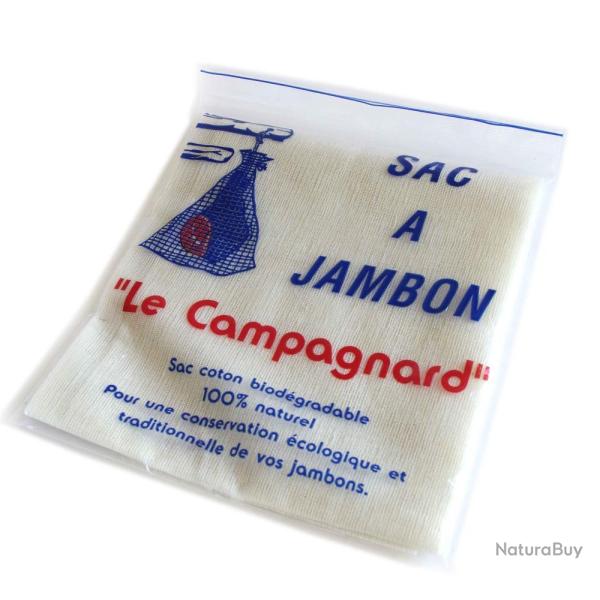 SAC
A
JAMBON
"Le Campagnard"
Sac coton biodégradable
100% naturel
Pour une conservation écologique et
traditionnelle de vos jambons.
NaturaBuy